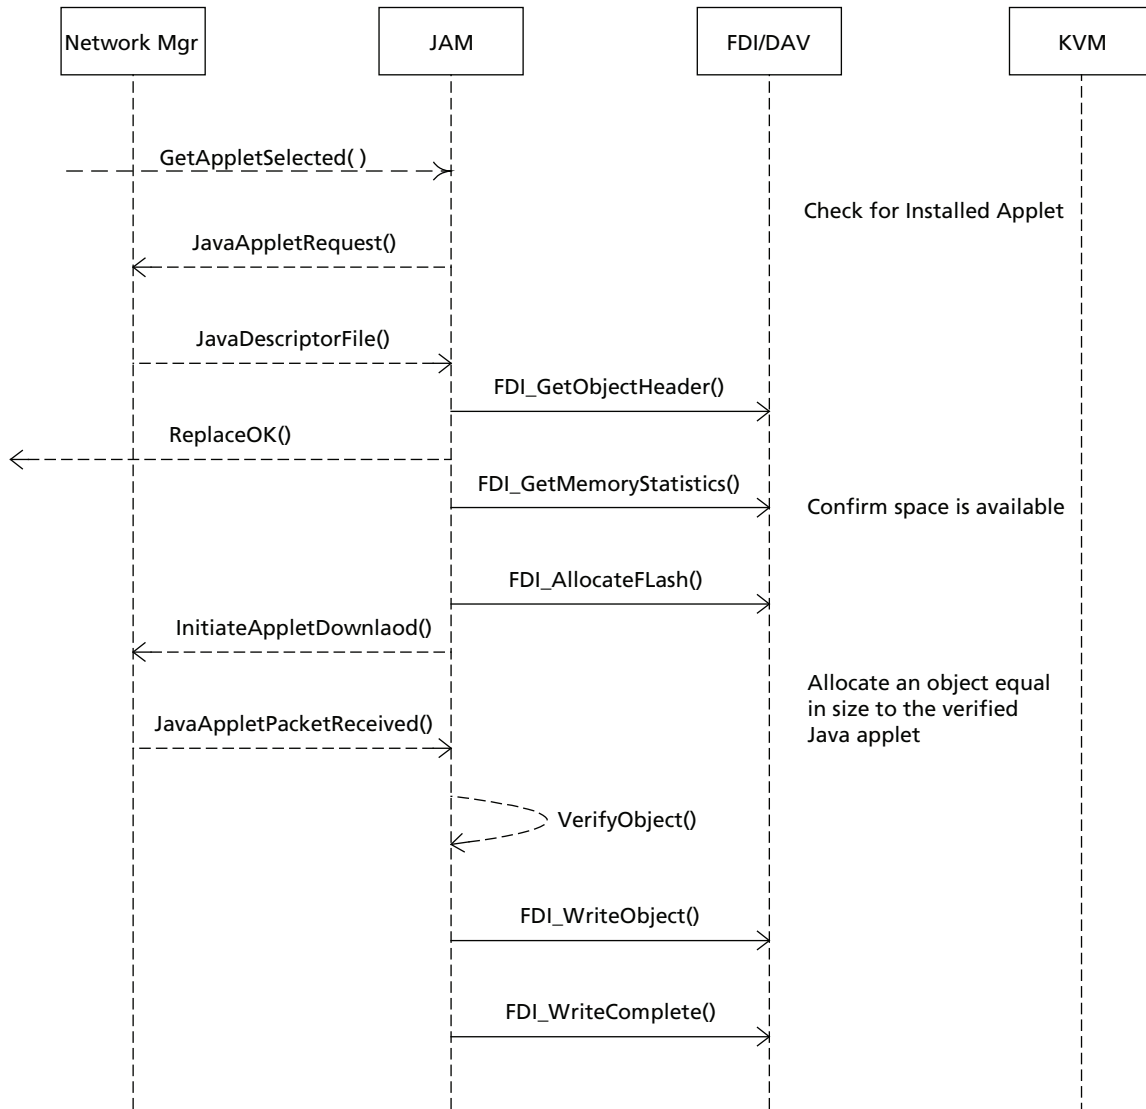 Network Mgr
JAM
FDI/DAV
KVM
GetAppletSelected( )
Check for Installed Applet
JavaAppletRequest()
JavaDescriptorFile()
FDI_GetObjectHeader()
ReplaceOK()
FDI_GetMemoryStatistics()
Confirm space is available
FDI_AllocateFLash()
InitiateAppletDownlaod()
Allocate an object equal
in size to the verified
Java applet
JavaAppletPacketReceived()
VerifyObject()
FDI_WriteObject()
FDI_WriteComplete()